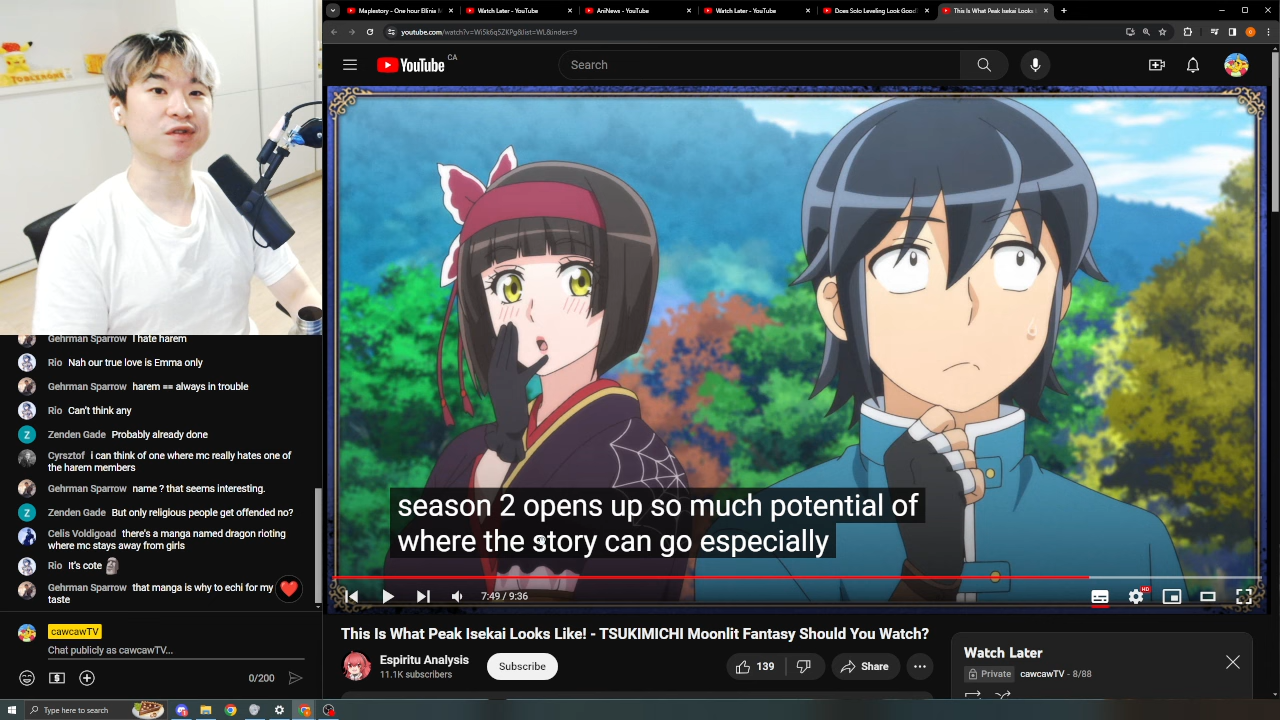 Maplestory - One hour Ellinia M
Watch Later - YouTube
AniNews - YouTube
Watch Later - YouTube
Does Solo Leveling Look Good
This Is What Peak Isekai Looks
youtube.com/watch?v=Wi5k6q5ZKPg&list=WL&index=9
YouTube CA
Search
TOBLERONE
season 2 opens up so much potential of
where the story can go especially
7:49 / 9:36
HD
This Is What Peak Isekai Looks Like! - TSUKIMICHI Moonlit Fantasy Should You Watch?
Espiritu Analysis
11.1K subscribers
Subscribe
139
Share
Watch Later
Private cawcawTV - 8/88
Gehrman Sparrow I hate harem
Rio Nah our true love is Emma only
Gehrman Sparrow harem == always in trouble
Rio Can't think any
Z
Zenden Gade Probably already done
Cyrsztof i can think of one where mc really hates one
of the harem members
Gehrman Sparrow name ? that seems interesting.
Z
Zenden Gade But only religious people get offended no?
Celis Voldigoad there's a manga named dragon rioting
where mc stays away from girls
Rio It's cote 🗿
Gehrman Sparrow that manga is why to echi for my
taste
cawcawTV
Chat publicly as cawcawTV...
0/200
Type here to search